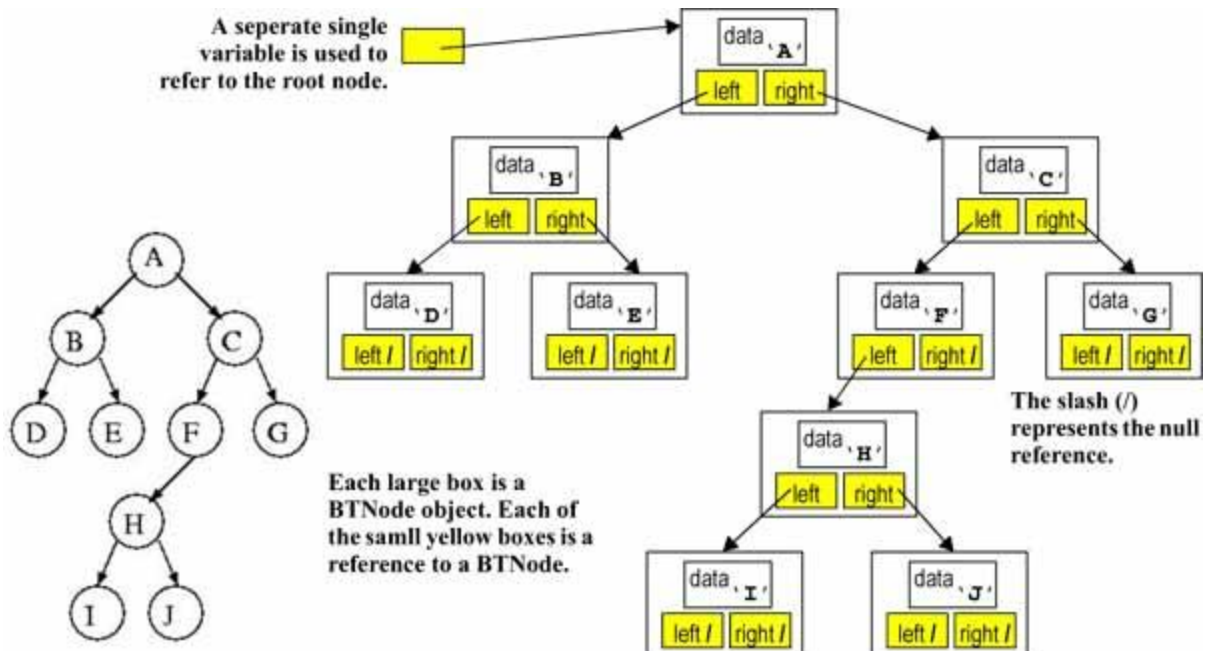 A seperate single
variable is used to
refer to the root node.
data 'A'
left right
data 'B'
left right
data 'C'
left right
data 'D'
left / right /
data 'E'
left / right /
data 'F'
left right /
data 'G'
left / right /
The slash (/)
represents the null
reference.
data 'H'
left right
data 'I'
left / right /
data 'J'
left / right /
Each large box is a
BTNode object. Each of
the samll yellow boxes is a
reference to a BTNode.
A
B C
D E F G
H
I J